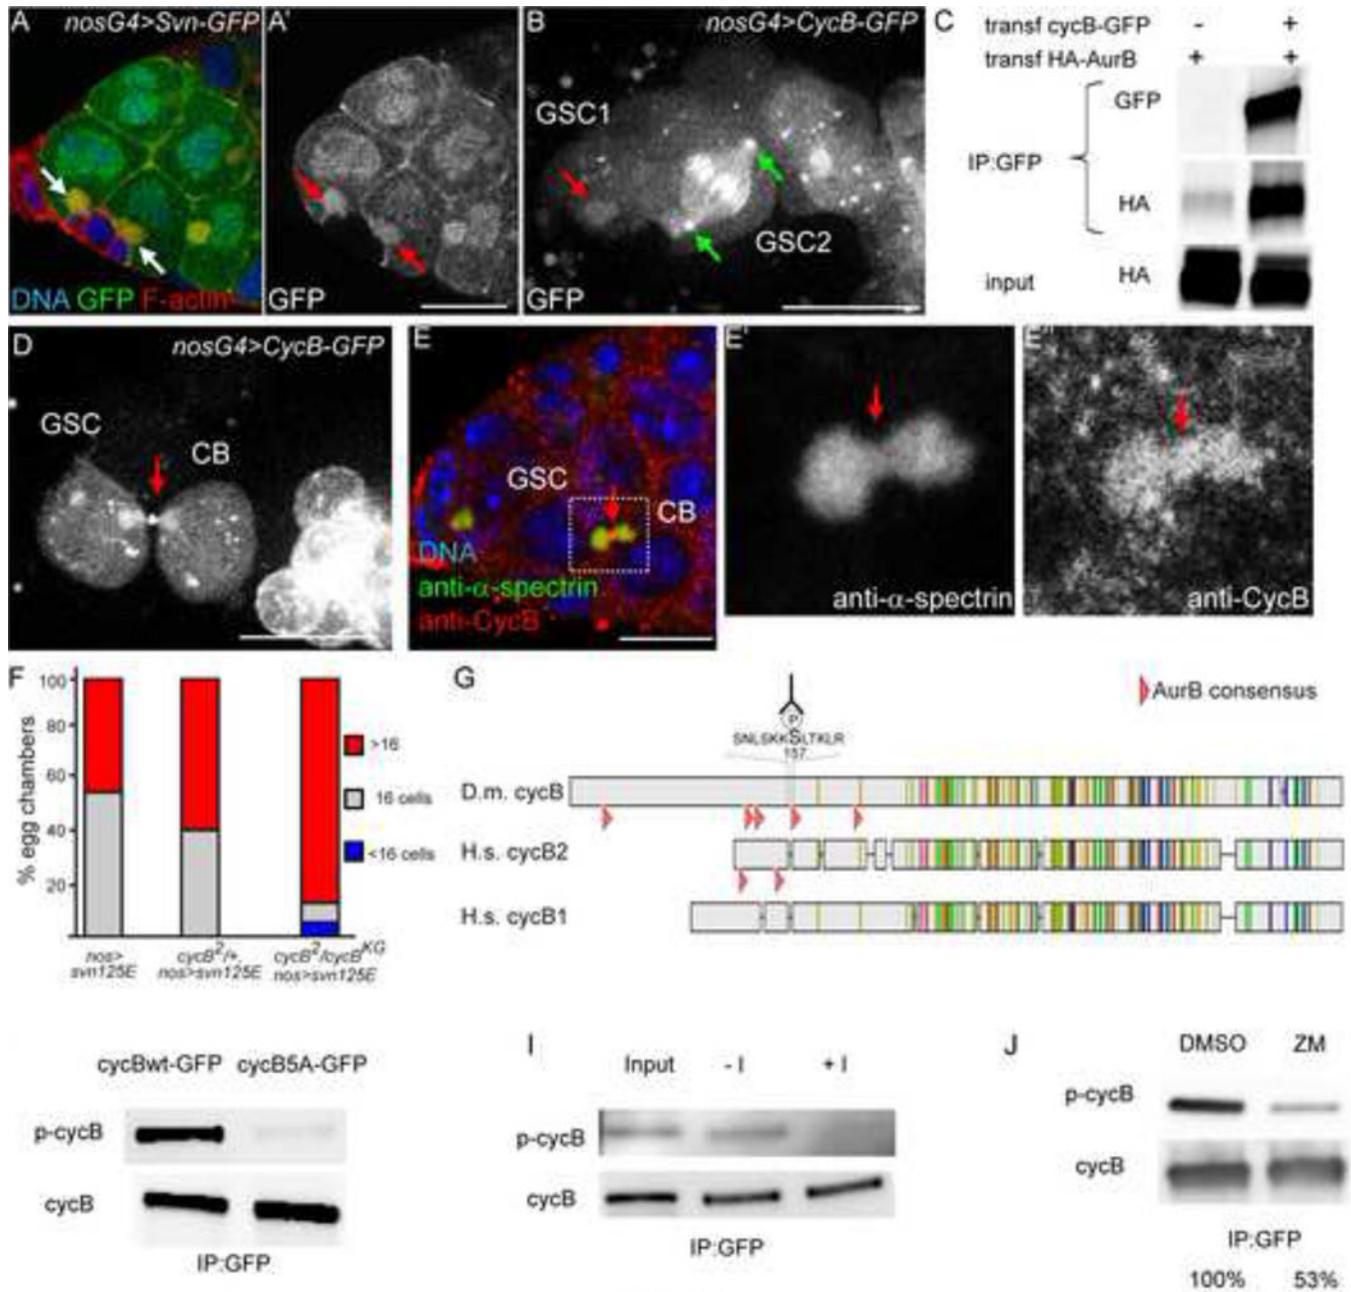 A nosG4>Svn-GFP A' B nosG4>CycB-GFP C transf cycB-GFP - +
transf HA-AurB + +
GSC1
GFP
IP:GFP
HA
GSC2
DNA GFP F-actin GFP GFP
input HA
D nosG4>CycB-GFP E E' E"
GSC
CB
GSC
CB
DNA
anti-α-spectrin
anti-CycB
anti-α-spectrin
anti-CycB
F G
AurB consensus
100
80
60
40
20
% egg chambers
>16
16 cells
<16 cells
nos>
svn125E
cycB2/+,
nos>svn125E
cycB2/cycBKG
nos>svn125E
P
SNLSKKSLTKLR
157
D.m. cycB
H.s. cycB2
H.s. cycB1
cycBwt-GFP cycB5A-GFP
p-cycB
cycB
IP:GFP
I
Input - I + I
p-cycB
cycB
IP:GFP
J
DMSO ZM
p-cycB
cycB
IP:GFP
100% 53%